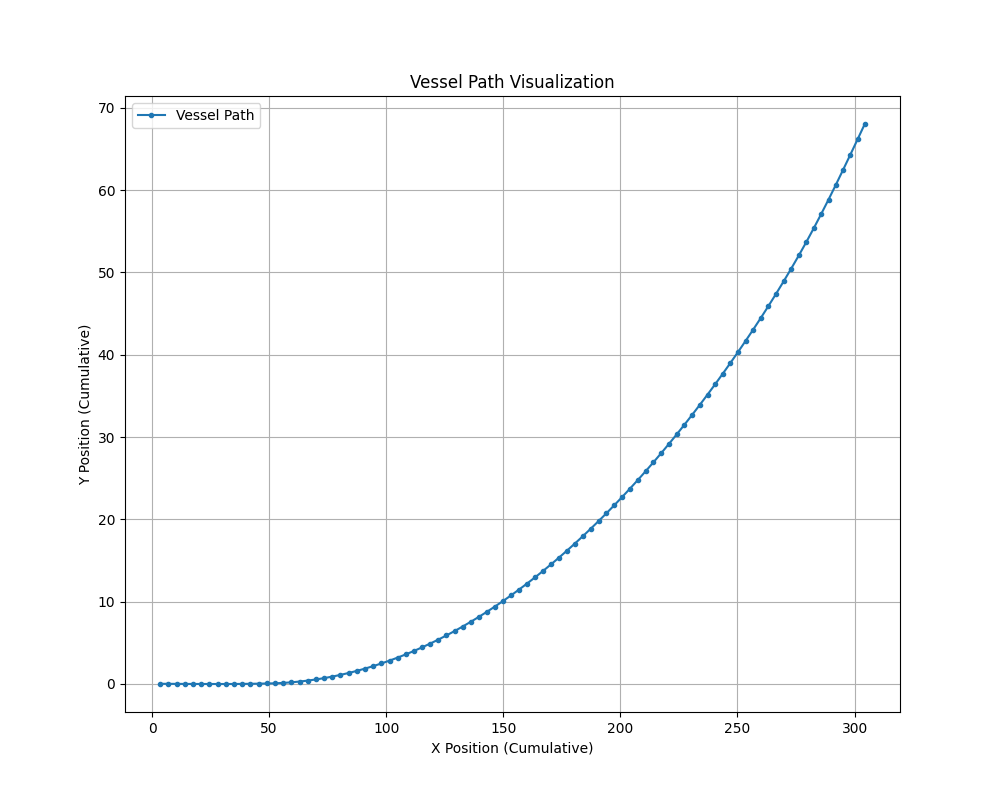 Vessel Path Visualization
Vessel Path
70
60
50
40
30
20
10
0
Y Position (Cumulative)
0 50 100 150 200 250 300
X Position (Cumulative)